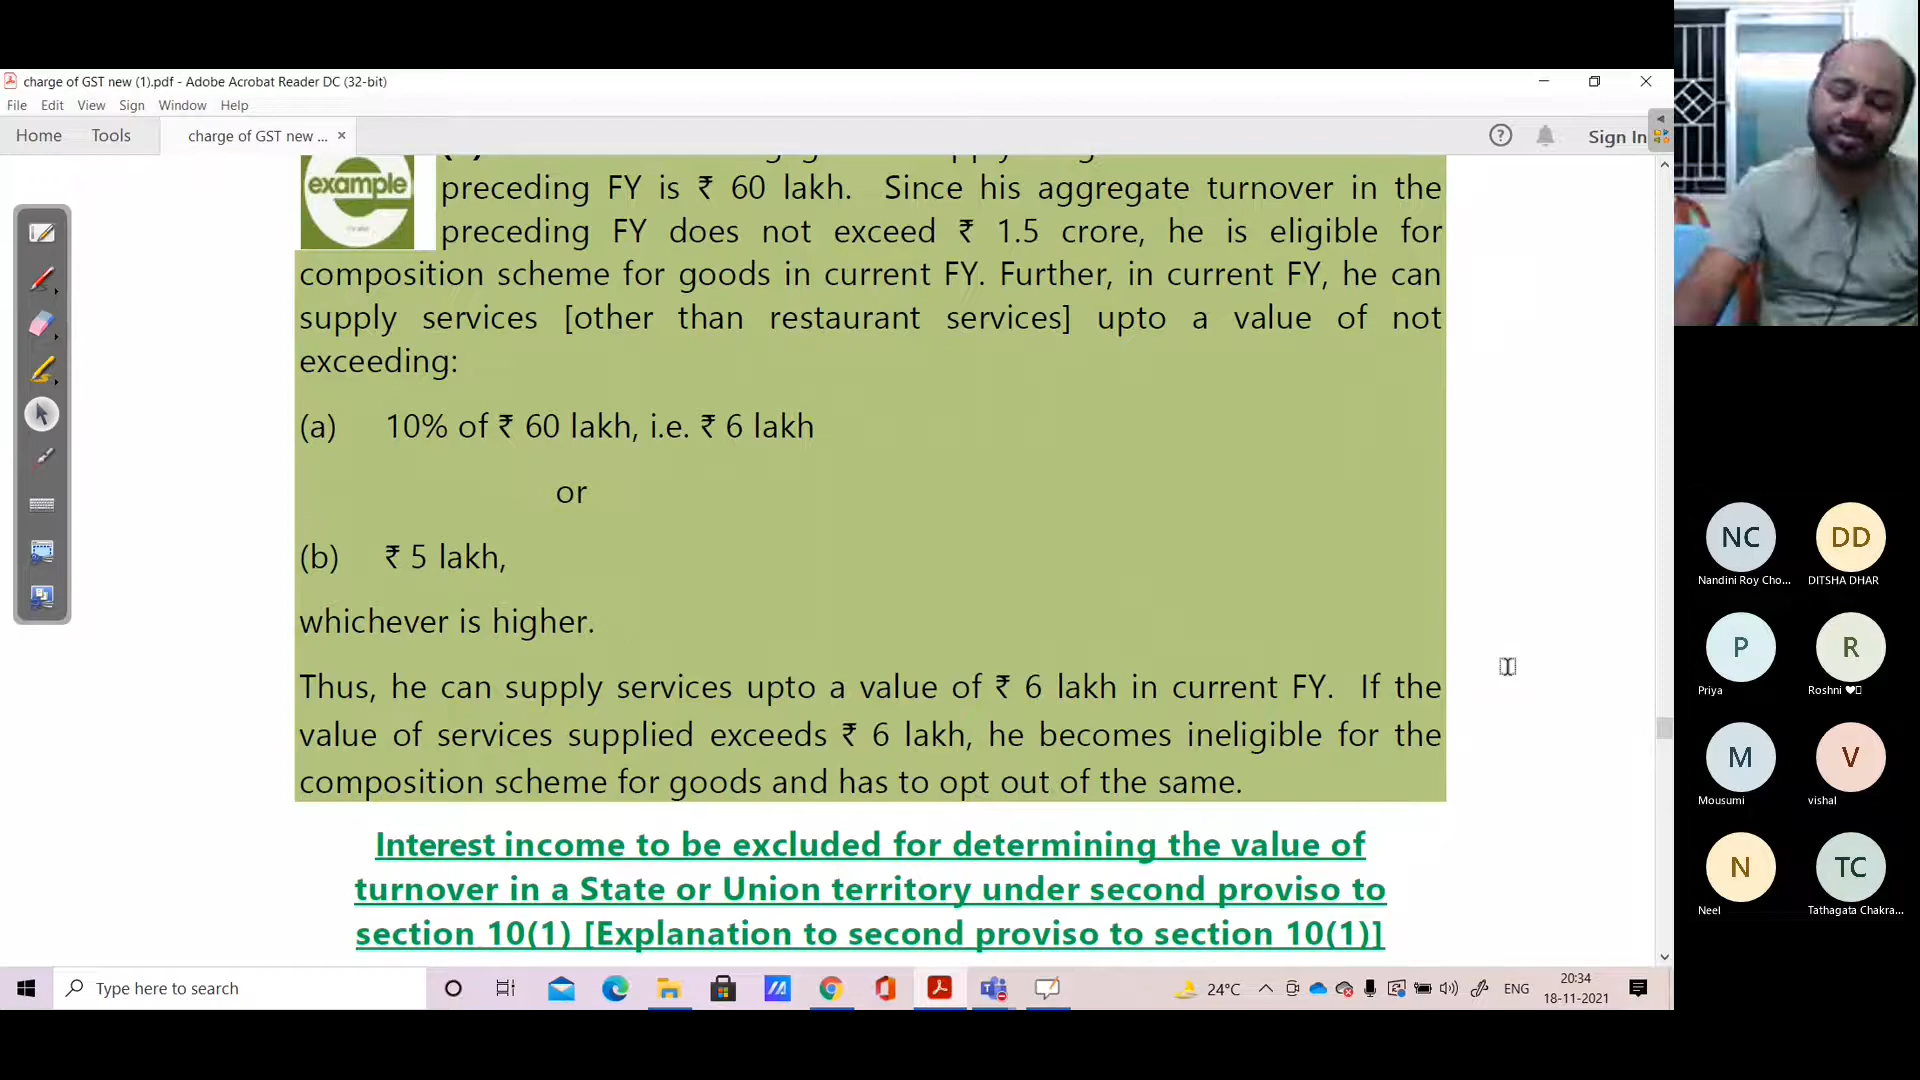 charge of GST new (1).pdf - Adobe Acrobat Reader DC (32-bit)
File Edit View Sign Window Help
Home Tools charge of GST new ... × Sign In
example
preceding FY is ₹ 60 lakh. Since his aggregate turnover in the
preceding FY does not exceed ₹ 1.5 crore, he is eligible for
composition scheme for goods in current FY. Further, in current FY, he can
supply services [other than restaurant services] upto a value of not
exceeding:
(a) 10% of ₹ 60 lakh, i.e. ₹ 6 lakh
or
(b) ₹ 5 lakh,
whichever is higher.
Thus, he can supply services upto a value of ₹ 6 lakh in current FY. If the
value of services supplied exceeds ₹ 6 lakh, he becomes ineligible for the
composition scheme for goods and has to opt out of the same.
Interest income to be excluded for determining the value of
turnover in a State or Union territory under second proviso to
section 10(1) [Explanation to second proviso to section 10(1)]
NC DD
Nandini Roy Cho... DITSHA DHAR
P R
Priya Roshni ❤
M V
Mousumi vishal
N TC
Neel Tathagata Chakra...
Type here to search
24°C ENG
20:34
18-11-2021